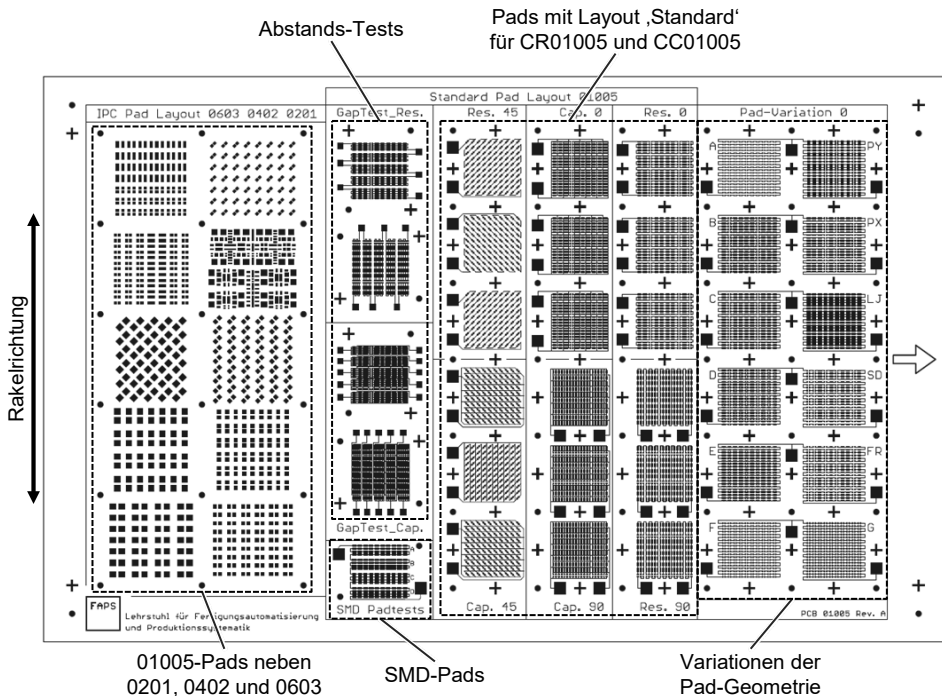 Abstands-Tests
Pads mit Layout ‚Standard‘
für CR01005 und CC01005
Standard Pad Layout 01005
IPC Pad Layout 0603 0402 0201
GapTest_Res.
Res. 45
Cap. 0
Res. 0
Pad-Variation 0
A
PY
B
PX
C
LJ
D
SD
E
FR
F
G
Rakelrichtung
GapTest_Cap.
A
B
C
D
SMD Padtests
Cap. 45
Cap. 90
Res. 90
PCB 01005 Rev. A
FAPS
Lehrstuhl für Fertigungsautomatisierung
und Produktionssystematik
01005-Pads neben
0201, 0402 und 0603
SMD-Pads
Variationen der
Pad-Geometrie